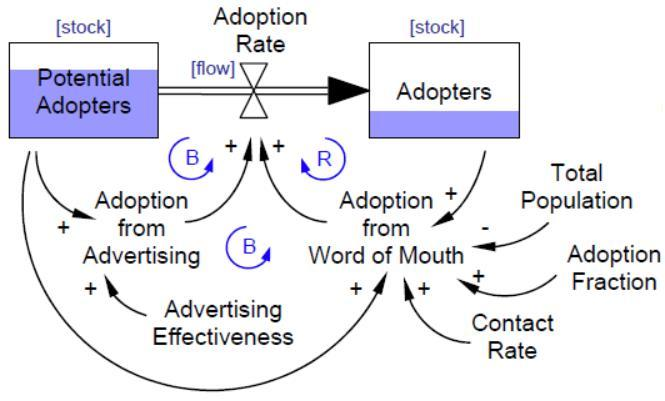 [stock]
Adoption
Rate
[stock]
Potential
Adopters
[flow]
Adopters
B
+
+
R
+
Adoption
from
Advertising
+
B
Adoption
from
Word of Mouth
+
-
Total
Population
+
Adoption
Fraction
+
Advertising
Effectiveness
+
+
Contact
Rate